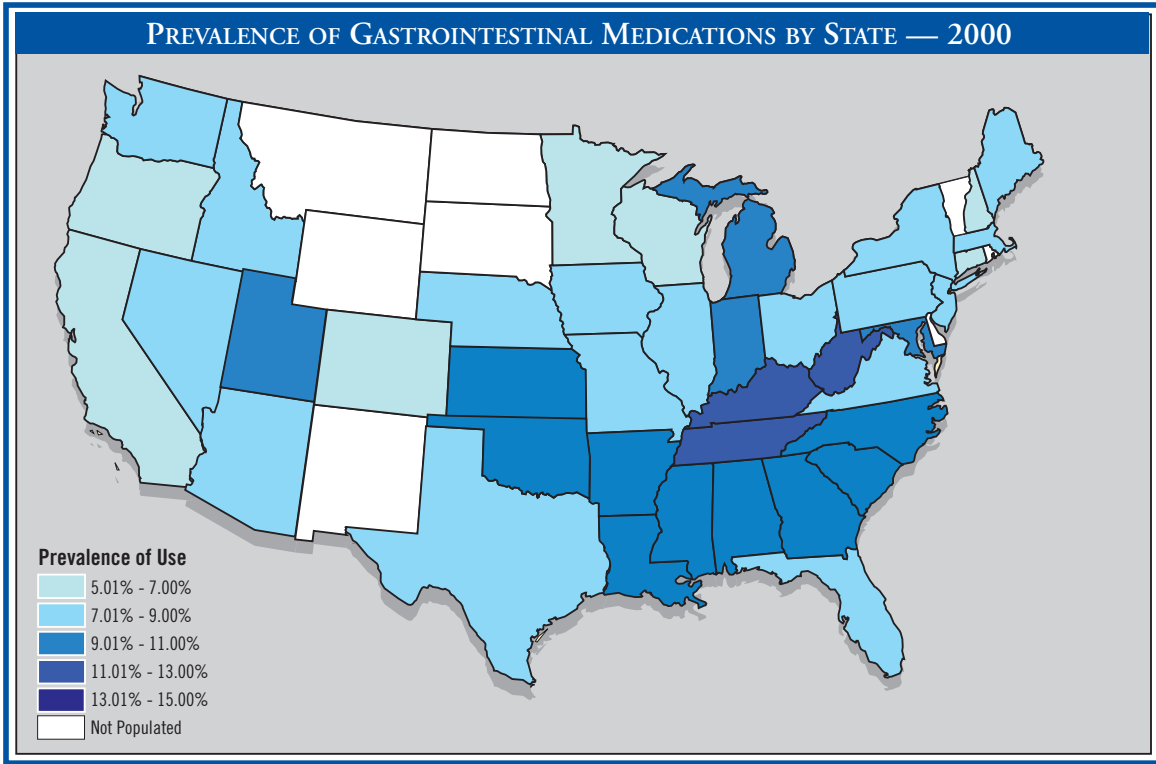 PREVALENCE OF GASTROINTESTINAL MEDICATIONS BY STATE — 2000
Prevalence of Use
5.01% - 7.00%
7.01% - 9.00%
9.01% - 11.00%
11.01% - 13.00%
13.01% - 15.00%
Not Populated